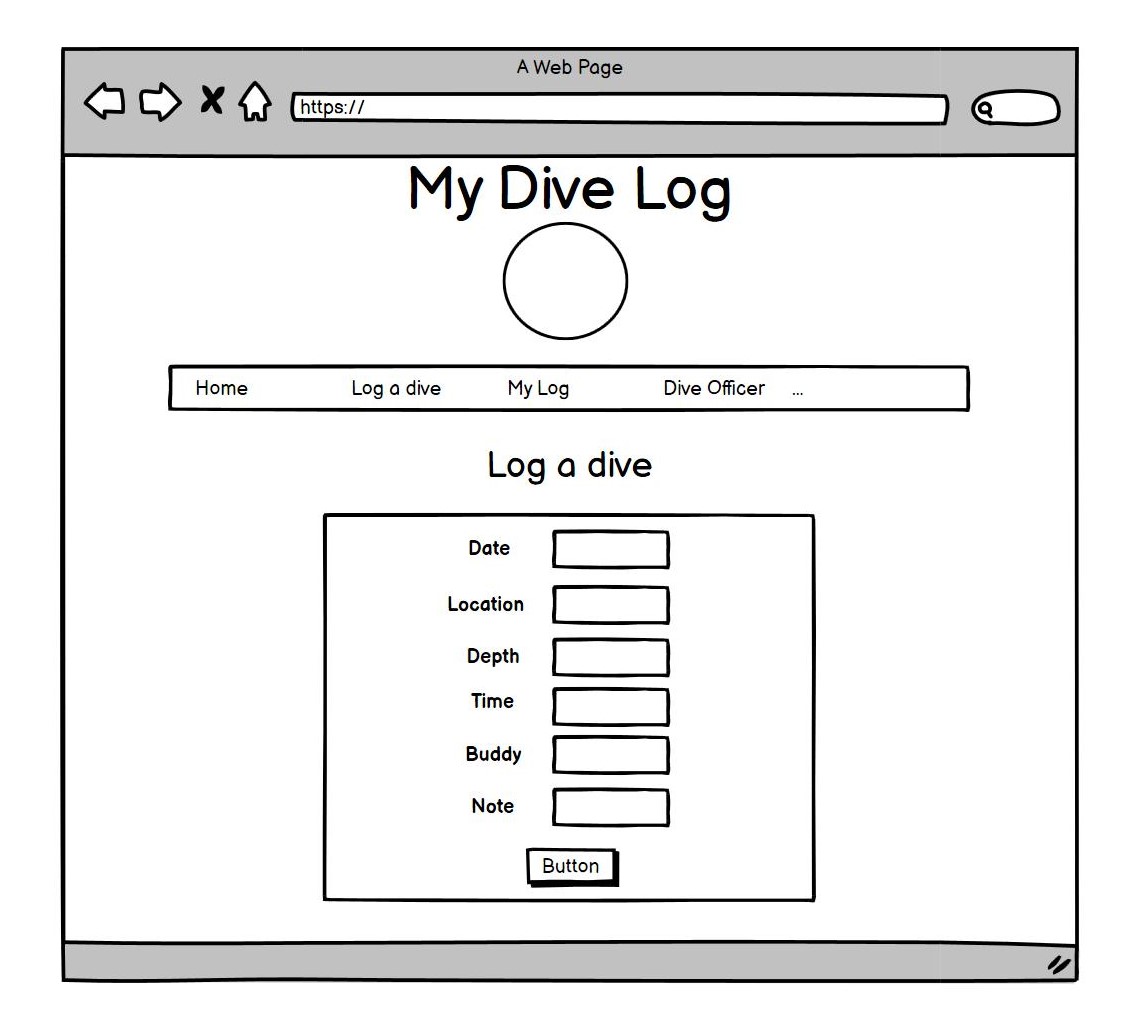 A Web Page
https://
My Dive Log
Home Log a dive My Log Dive Officer ...
Log a dive
Date
Location
Depth
Time
Buddy
Note
Button